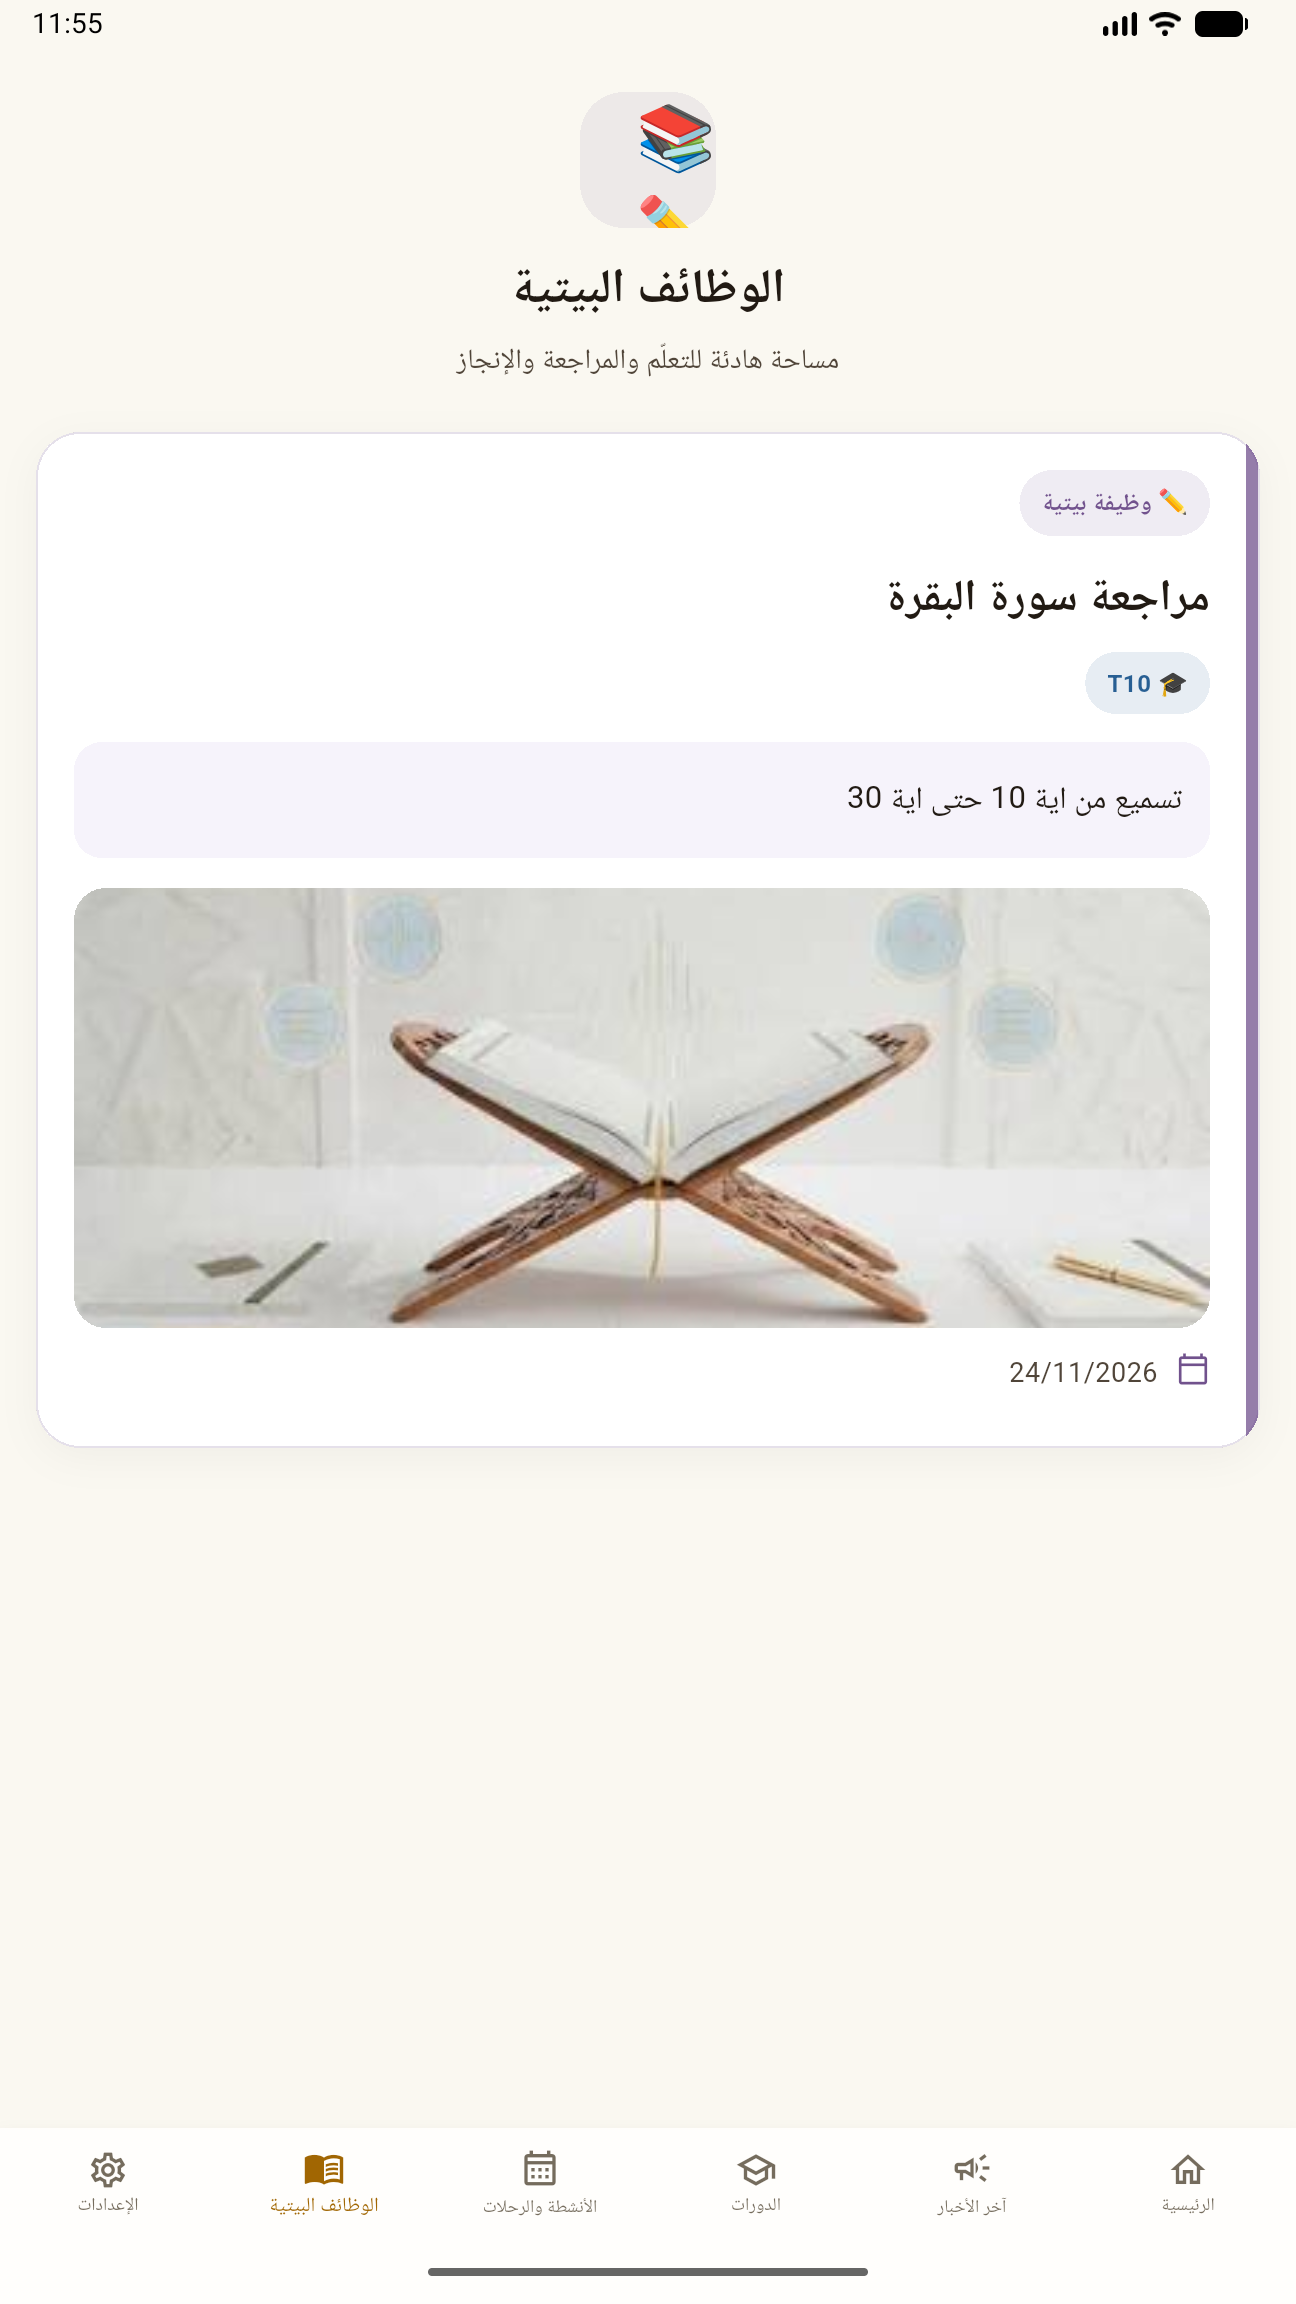 11:55
الوظائف البيتية
مساحة هادئة للتعلّم والمراجعة والإنجاز
وظيفة بيتية
مراجعة سورة البقرة
T10
تسميع من اية 10 حتى اية 30
24/11/2026
الرئيسية
آخر الأخبار
الدورات
الأنشطة والرحلات
الوظائف البيتية
الإعدادات